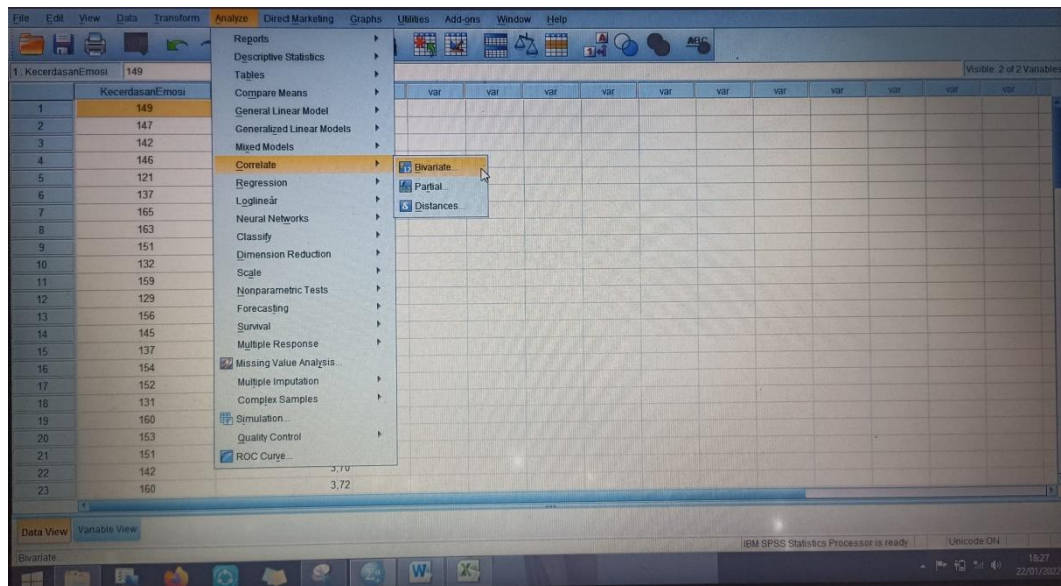 File Edit View Data Transform Analyze Direct Marketing Graphs Utilities Add-ons Window Help
1 : KecerdasanEmosi 149 Visible: 2 of 2 Variables
KecerdasanEmosi var var var var var var var var var var var
1 149
2 147
3 142
4 146
5 121
6 137
7 165
8 163
9 151
10 132
11 159
12 129
13 156
14 145
15 137
16 154
17 152
18 131
19 160
20 153
21 151
22 142 3,70
23 160 3,72
Reports
Descriptive Statistics
Tables
Compare Means
General Linear Model
Generalized Linear Models
Mixed Models
Correlate
Regression
Loglinear
Neural Networks
Classify
Dimension Reduction
Scale
Nonparametric Tests
Forecasting
Survival
Multiple Response
Missing Value Analysis...
Multiple Imputation
Complex Samples
Simulation...
Quality Control
ROC Curve...
Bivariate...
Partial...
Distances...
Data View Variable View
Bivariate... IBM SPSS Statistics Processor is ready Unicode:ON
16:27
22/01/2023